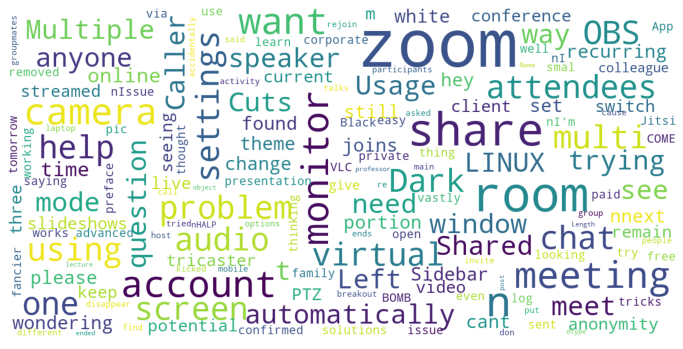 via
use
m
white
conference
App
Multiple
want
zoom
way
OBS
well
nI
groupmates
anyone
Caller
accidentally
rejoin
said
learn
corporate
speaker
participants
recurring
removed
online
settings
activity
current
talks
Usage
hey
attendees
Name
smal
colleague
streamed
nIssue
Cuts
still
client
set
switch
camera
seeing
found
monitor
Black
easy
share
nI'm
cause
Jitsi
tomorrow
laptop
pic
thought
theme
joins
private
thing
multi
COME
help
working
question
change
asked
VLC
professor
main
LINUX
trying
time
saying
preface
live
presentation
give
re
Dark
room
paid
see
three
mode
call
object
problem
thinking
need
vastly
window
group
nnext
slideshows
tried
nHALP
options
portion
ends
open
remain
fancier
works
advanced
audio
virtual
Shared
chat
looking
people
using
host
tricaster
family
invite
Length
try
free
please
kicked
mobile
t
Left
Sidebar
n
meeting
one
lecture
keep
account
PTZ
breakout
BOMB
video
even
log
post
meet
tricks
wondering
disappear
screen
automatically
cant
put
sent
anonymity
different
ended
find
potential
confirmed
solutions
issue
don
dtype